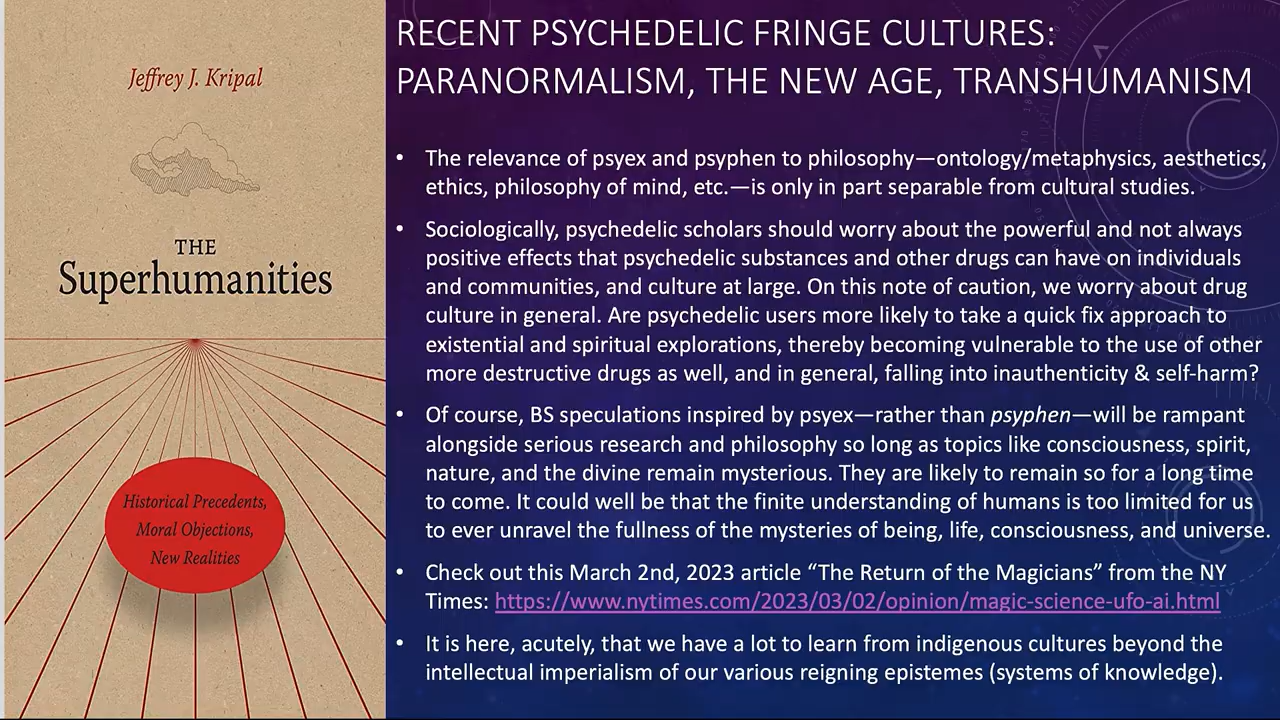 Jeffrey J. Kripal
THE
Superhumanities
Historical Precedents,
Moral Objections,
New Realities
RECENT PSYCHEDELIC FRINGE CULTURES:
PARANORMALISM, THE NEW AGE, TRANSHUMANISM
• The relevance of psyex and psyphen to philosophy—ontology/metaphysics, aesthetics,
ethics, philosophy of mind, etc.—is only in part separable from cultural studies.
• Sociologically, psychedelic scholars should worry about the powerful and not always
positive effects that psychedelic substances and other drugs can have on individuals
and communities, and culture at large. On this note of caution, we worry about drug
culture in general. Are psychedelic users more likely to take a quick fix approach to
existential and spiritual explorations, thereby becoming vulnerable to the use of other
more destructive drugs as well, and in general, falling into inauthenticity & self-harm?
• Of course, BS speculations inspired by psyex—rather than psyphen—will be rampant
alongside serious research and philosophy so long as topics like consciousness, spirit,
nature, and the divine remain mysterious. They are likely to remain so for a long time
to come. It could well be that the finite understanding of humans is too limited for us
to ever unravel the fullness of the mysteries of being, life, consciousness, and universe.
• Check out this March 2nd, 2023 article “The Return of the Magicians” from the NY
Times: https://www.nytimes.com/2023/03/02/opinion/magic-science-ufo-ai.html
• It is here, acutely, that we have a lot to learn from indigenous cultures beyond the
intellectual imperialism of our various reigning epistemes (systems of knowledge).